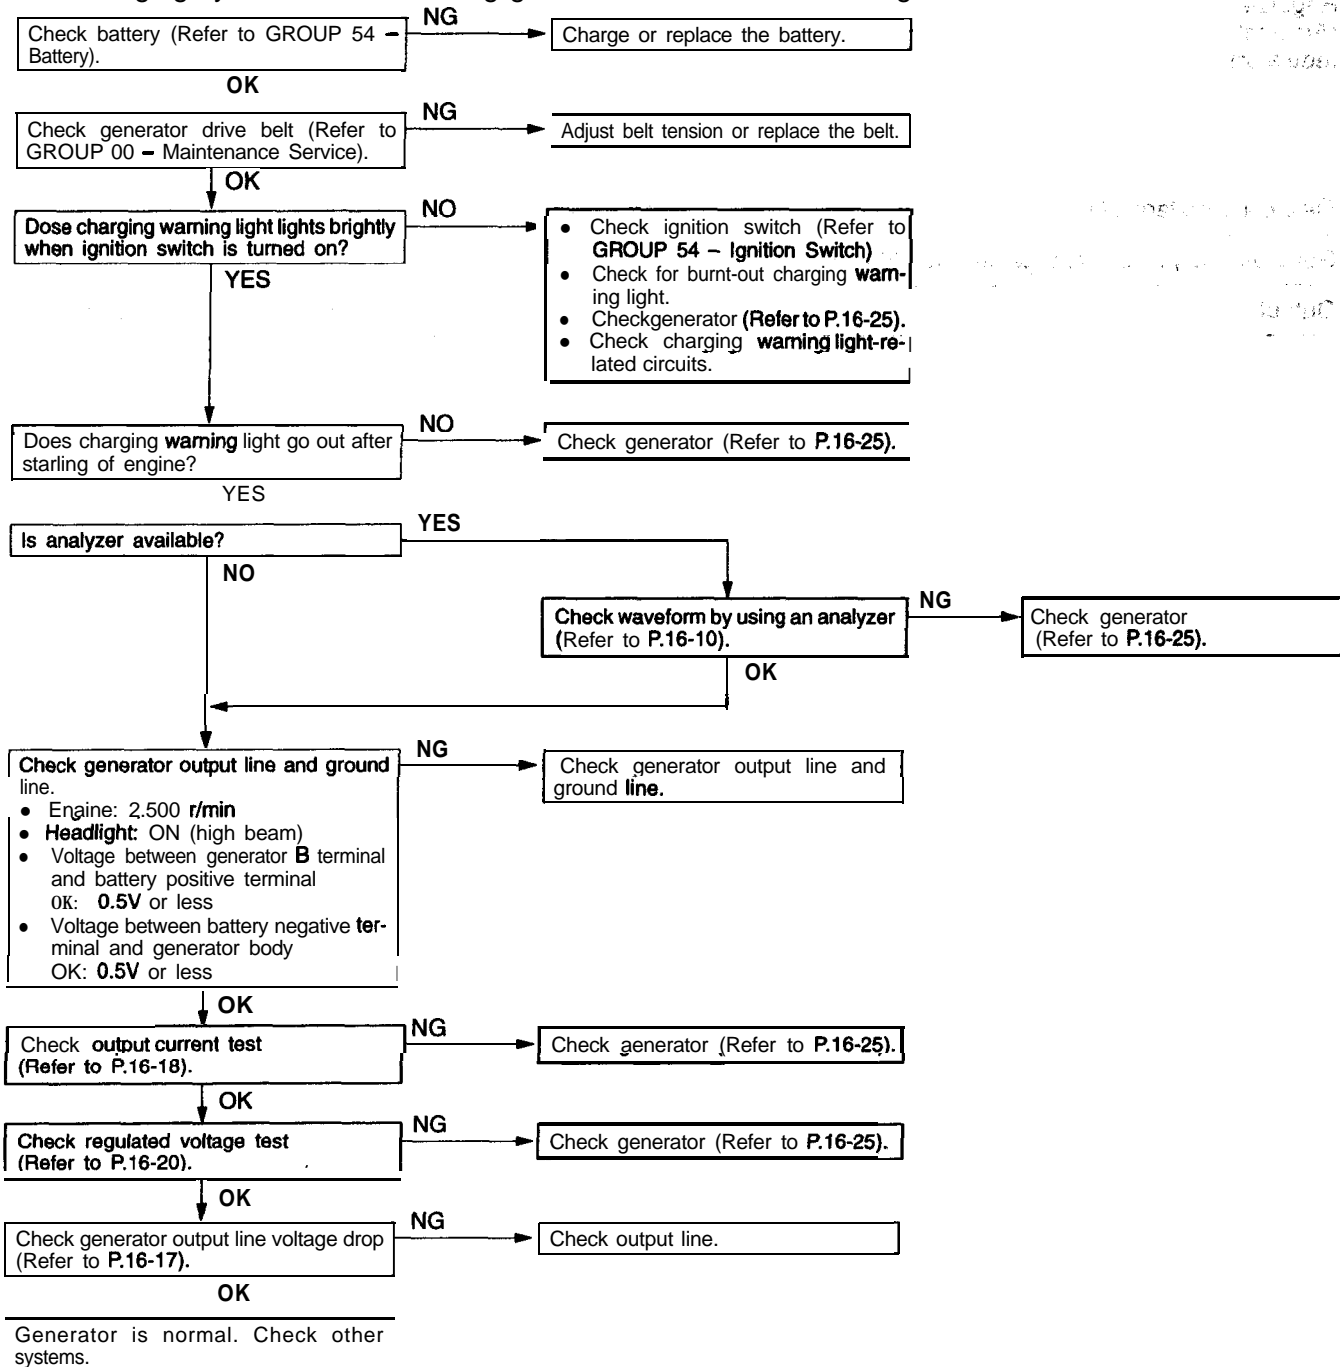 NG
Check battery (Refer to GROUP 54 –
Battery).
Charge or replace the battery.
OK
NG
Check generator drive belt (Refer to
GROUP 00 – Maintenance Service).
Adjust belt tension or replace the belt.
OK
NO
Dose charging warning light lights brightly
when ignition switch is turned on?
YES
• Check ignition switch (Refer to
GROUP 54 – Ignition Switch)
• Check for burnt-out charging warn-
ing light.
• Checkgenerator (Refer to P.16-25).
• Check charging warning light-re-
lated circuits.
NO
Does charging warning light go out after
starling of engine?
Check generator (Refer to P.16-25).
YES
YES
Is analyzer available?
NO
Check waveform by using an analyzer
(Refer to P.16-10).
NG
Check generator
(Refer to P.16-25).
OK
NG
Check generator output line and ground
line.
• Enaine: 2.500 r/min
• Headlight: ON (high beam)
• Voltage between generator B terminal
and battery positive terminal
OK: 0.5V or less
• Voltage between battery negative ter-
minal and generator body
OK: 0.5V or less
Check generator output line and
ground line.
OK
NG
Check output current test
(Refer to P.16-18).
Check aenerator (Refer to P.16-25).
OK
NG
Check regulated voltage test
(Refer to P.16-20).
Check generator (Refer to P.16-25).
OK
NG
Check generator output line voltage drop
(Refer to P.16-17).
Check output line.
OK
Generator is normal. Check other
systems.